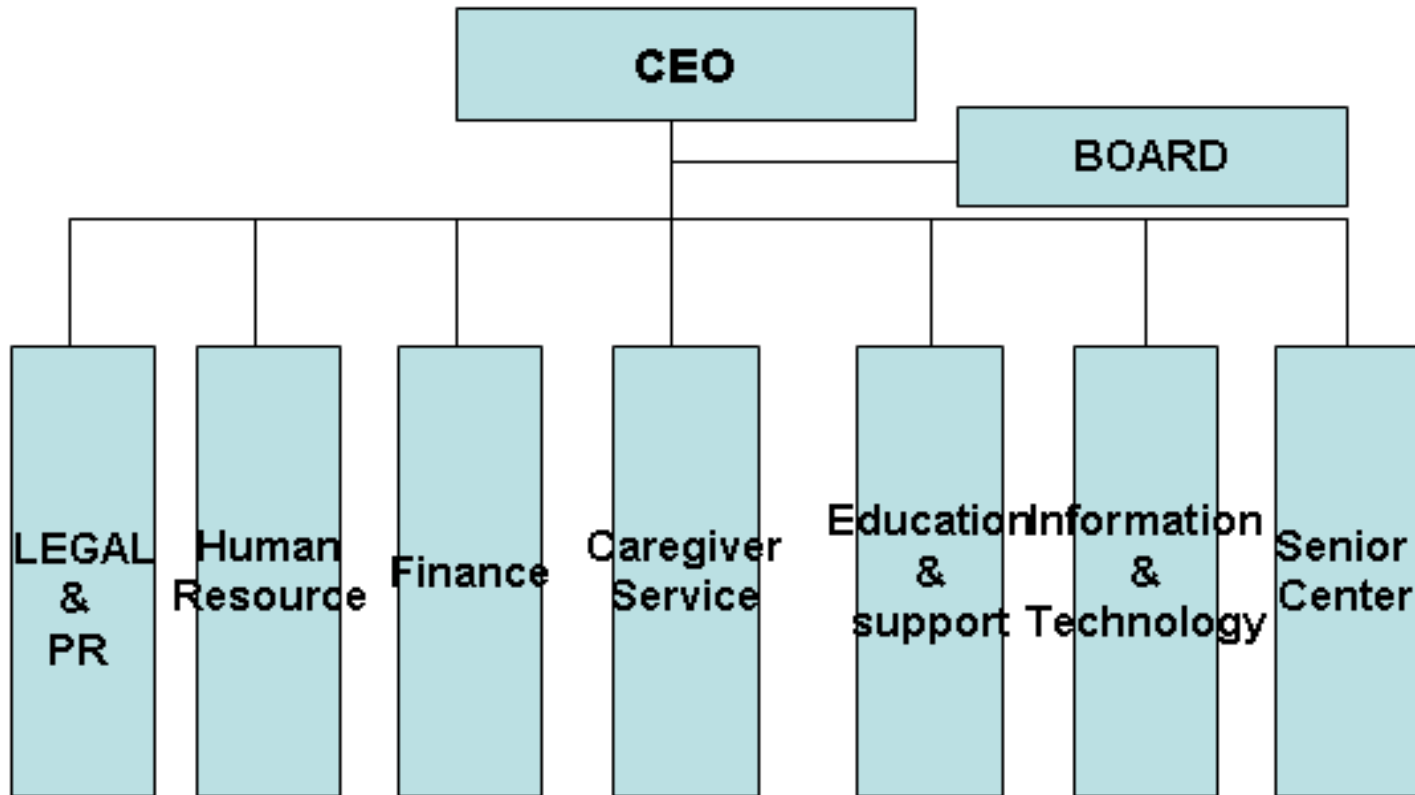 CEO
BOARD
LEGAL
&
PR
Human
Resource
Finance
Caregiver
Service
Education
&
support
Information
&
Technology
Senior
Center